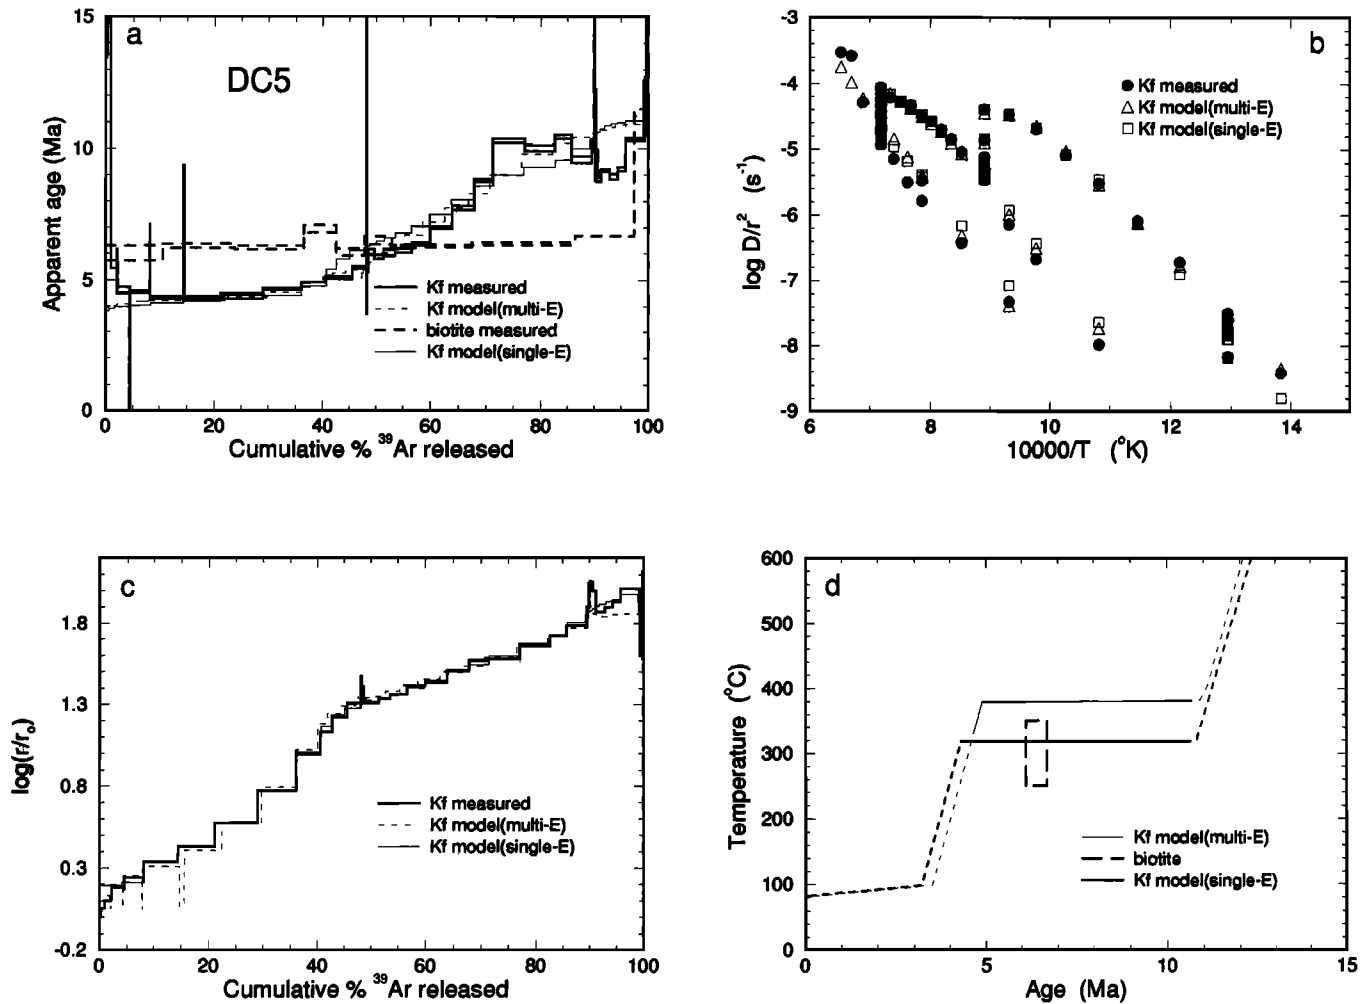 a
DC5
15
10
5
0
Apparent age (Ma)
Kf measured
Kf model(multi-E)
biotite measured
Kf model(single-E)
0 20 40 60 80 100
Cumulative % ³⁹Ar released
b
-3
-4
-5
-6
-7
-8
-9
log D/r² (s⁻¹)
Kf measured
Kf model(multi-E)
Kf model(single-E)
6 8 10 12 14
10000/T (°K)
c
1.8
1.3
0.8
0.3
-0.2
log(r/r₀)
Kf measured
Kf model(multi-E)
Kf model(single-E)
0 20 40 60 80 100
Cumulative % ³⁹Ar released
d
600
500
400
300
200
100
0
Temperature (°C)
Kf model(multi-E)
biotite
Kf model(single-E)
0 5 10 15
Age (Ma)